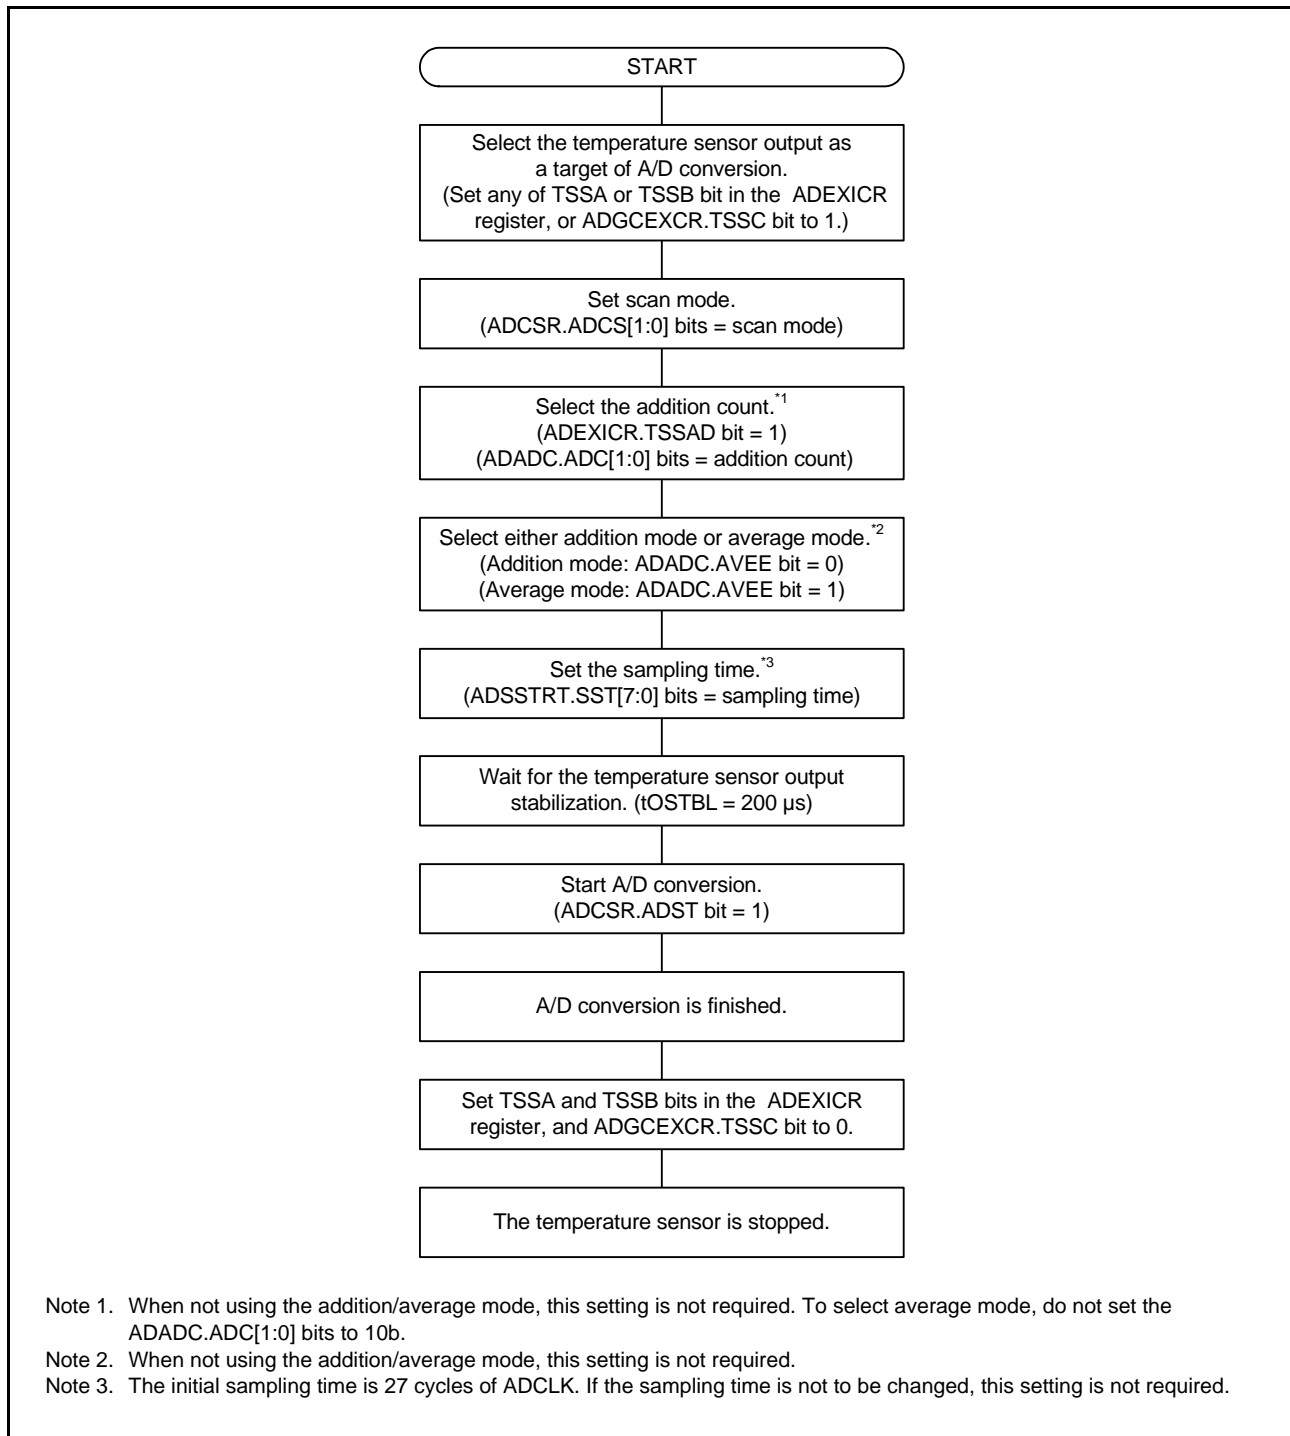 START
Select the temperature sensor output as
a target of A/D conversion.
(Set any of TSSA or TSSB bit in the ADEXICR
register, or ADGCEXCR.TSSC bit to 1.)
Set scan mode.
(ADCSR.ADCS[1:0] bits = scan mode)
Select the addition count.*1
(ADEXICR.TSSAD bit = 1)
(ADADC.ADC[1:0] bits = addition count)
Select either addition mode or average mode.*2
(Addition mode: ADADC.AVEE bit = 0)
(Average mode: ADADC.AVEE bit = 1)
Set the sampling time.*3
(ADSSTRT.SST[7:0] bits = sampling time)
Wait for the temperature sensor output
stabilization. (tOSTBL = 200 µs)
Start A/D conversion.
(ADCSR.ADST bit = 1)
A/D conversion is finished.
Set TSSA and TSSB bits in the ADEXICR
register, and ADGCEXCR.TSSC bit to 0.
The temperature sensor is stopped.
Note 1. When not using the addition/average mode, this setting is not required. To select average mode, do not set the
ADADC.ADC[1:0] bits to 10b.
Note 2. When not using the addition/average mode, this setting is not required.
Note 3. The initial sampling time is 27 cycles of ADCLK. If the sampling time is not to be changed, this setting is not required.